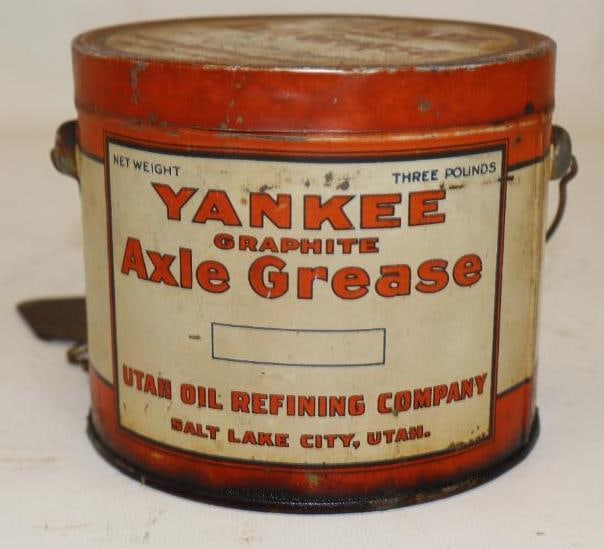 NET WEIGHT THREE POUNDS
YANKEE
GRAPHITE
Axle Grease
UTAH OIL REFINING COMPANY
SALT LAKE CITY, UTAH.